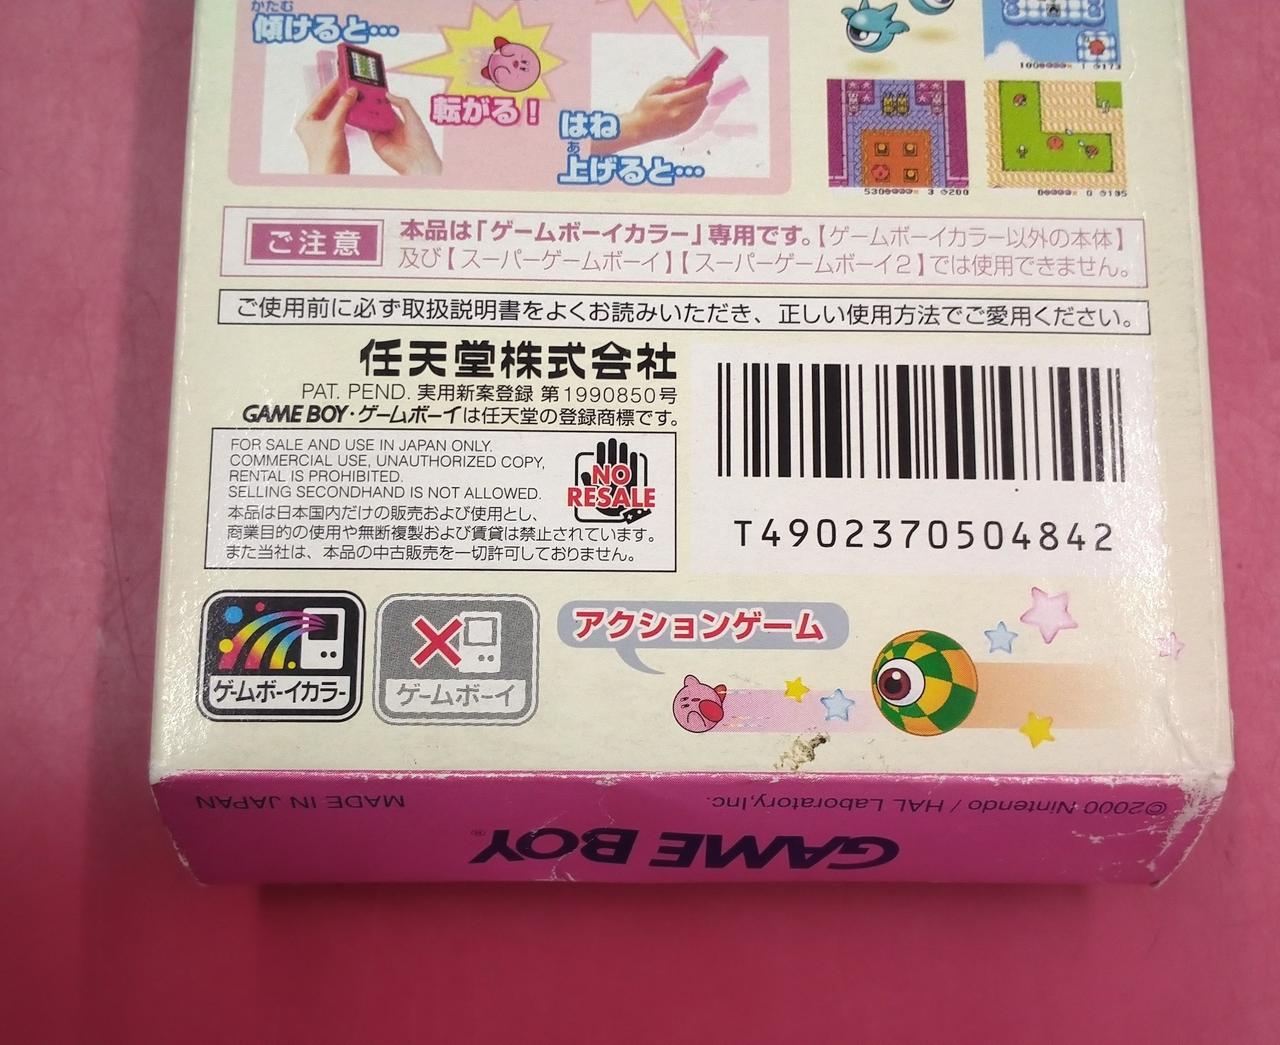 かたむ
傾けると…
転がる！
はね
あ
上げると…
ご注意
本品は「ゲームボーイカラー」専用です。【ゲームボーイカラー以外の本体】
及び【スーパーゲームボーイ】【スーパーゲームボーイ2】では使用できません。
ご使用前に必ず取扱説明書をよくお読みいただき、正しい使用方法でご愛用ください。
任天堂株式会社
PAT. PEND. 実用新案登録 第1990850号
GAME BOY・ゲームボーイは任天堂の登録商標です。
FOR SALE AND USE IN JAPAN ONLY.
COMMERCIAL USE, UNAUTHORIZED COPY,
RENTAL IS PROHIBITED.
SELLING SECONDHAND IS NOT ALLOWED.
本品は日本国内だけの販売および使用とし、
商業目的の使用や無断複製および賃貸は禁止されています。
また当社は、本品の中古販売を一切許可しておりません。
NO
RESALE
T4902370504842
ゲームボーイカラー
ゲームボーイ
アクションゲーム
©2000 Nintendo / HAL Laboratory,Inc.
MADE IN JAPAN
GAME BOY®